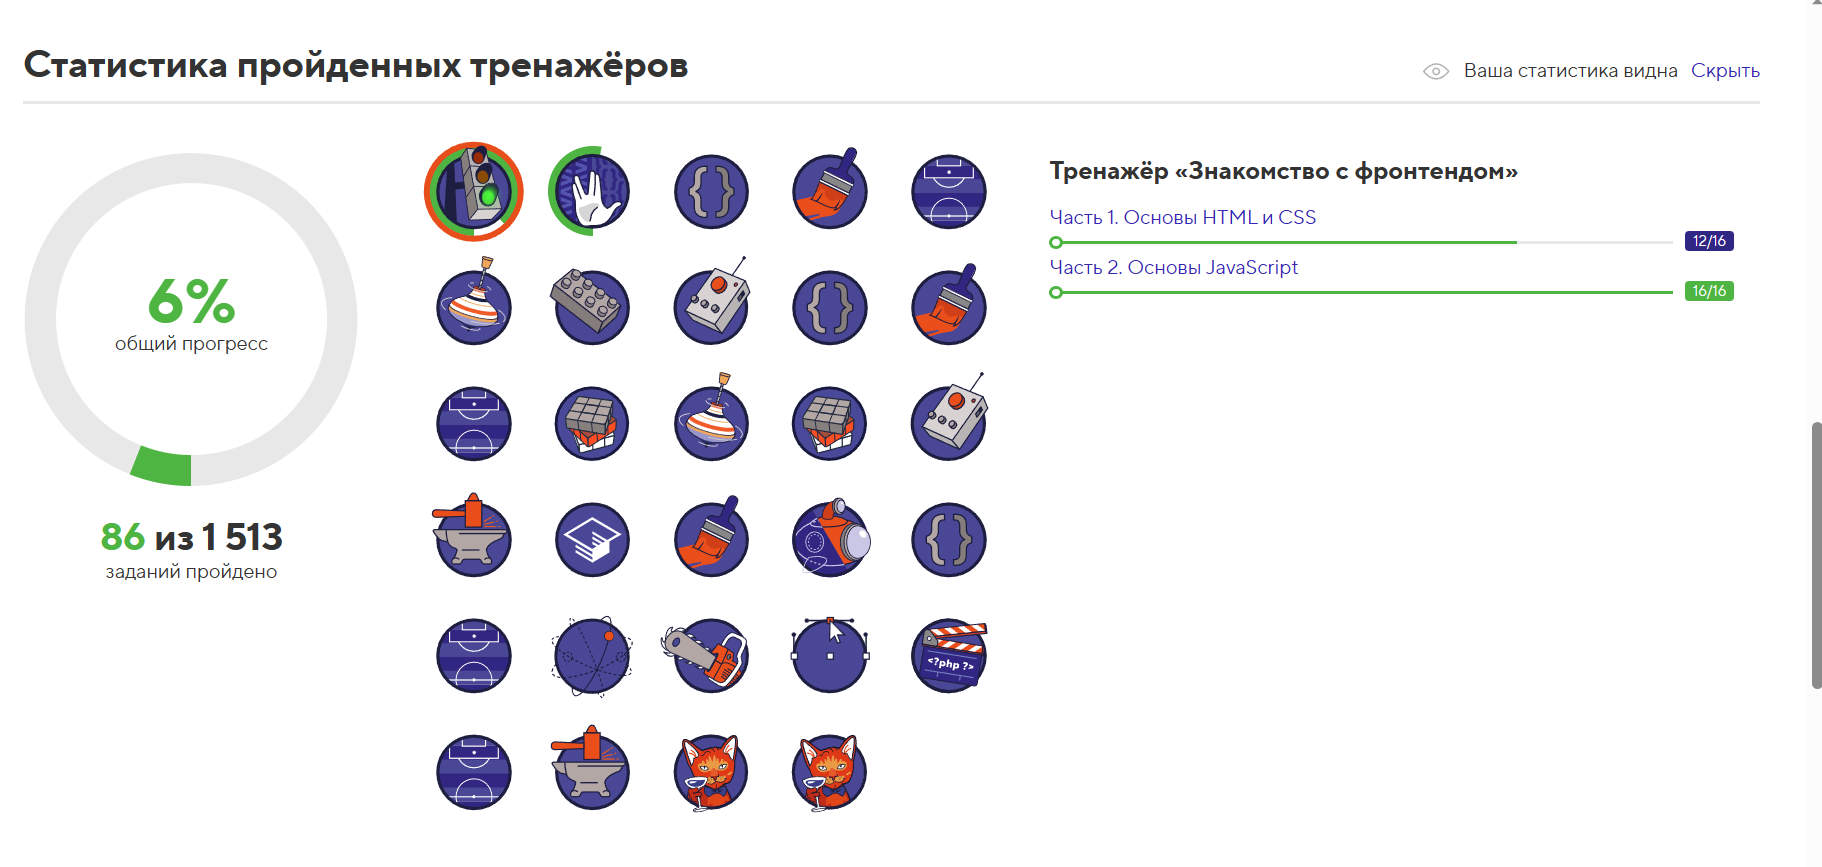 Статистика пройденных тренажёров
Ваша статистика видна Скрыть
6%
общий прогресс
86 из 1 513
заданий пройдено
Тренажёр «Знакомство с фронтендом»
Часть 1. Основы HTML и CSS
12/16
Часть 2. Основы JavaScript
16/16
<?php ?>